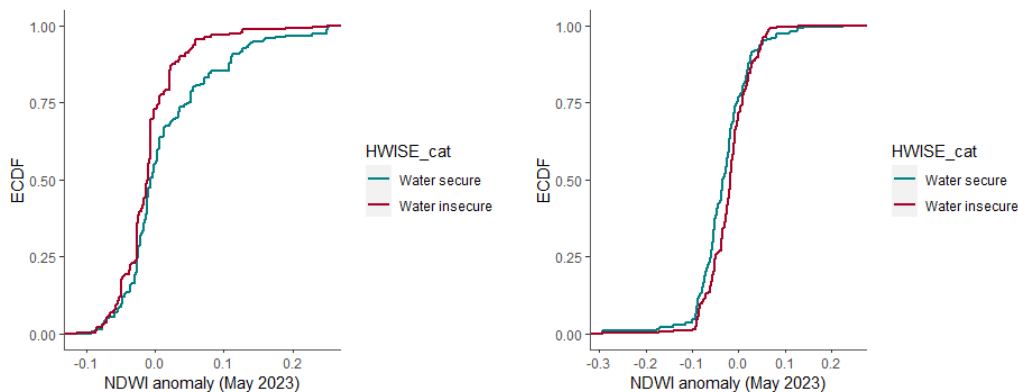 1.00
0.75
0.50
0.25
0.00
ECDF
-0.1
0.0
0.1
0.2
NDWI anomaly (May 2023)
HWISE_cat
Water secure
Water insecure
1.00
0.75
0.50
0.25
0.00
ECDF
-0.3
-0.2
-0.1
0.0
0.1
0.2
NDWI anomaly (May 2023)
HWISE_cat
Water secure
Water insecure